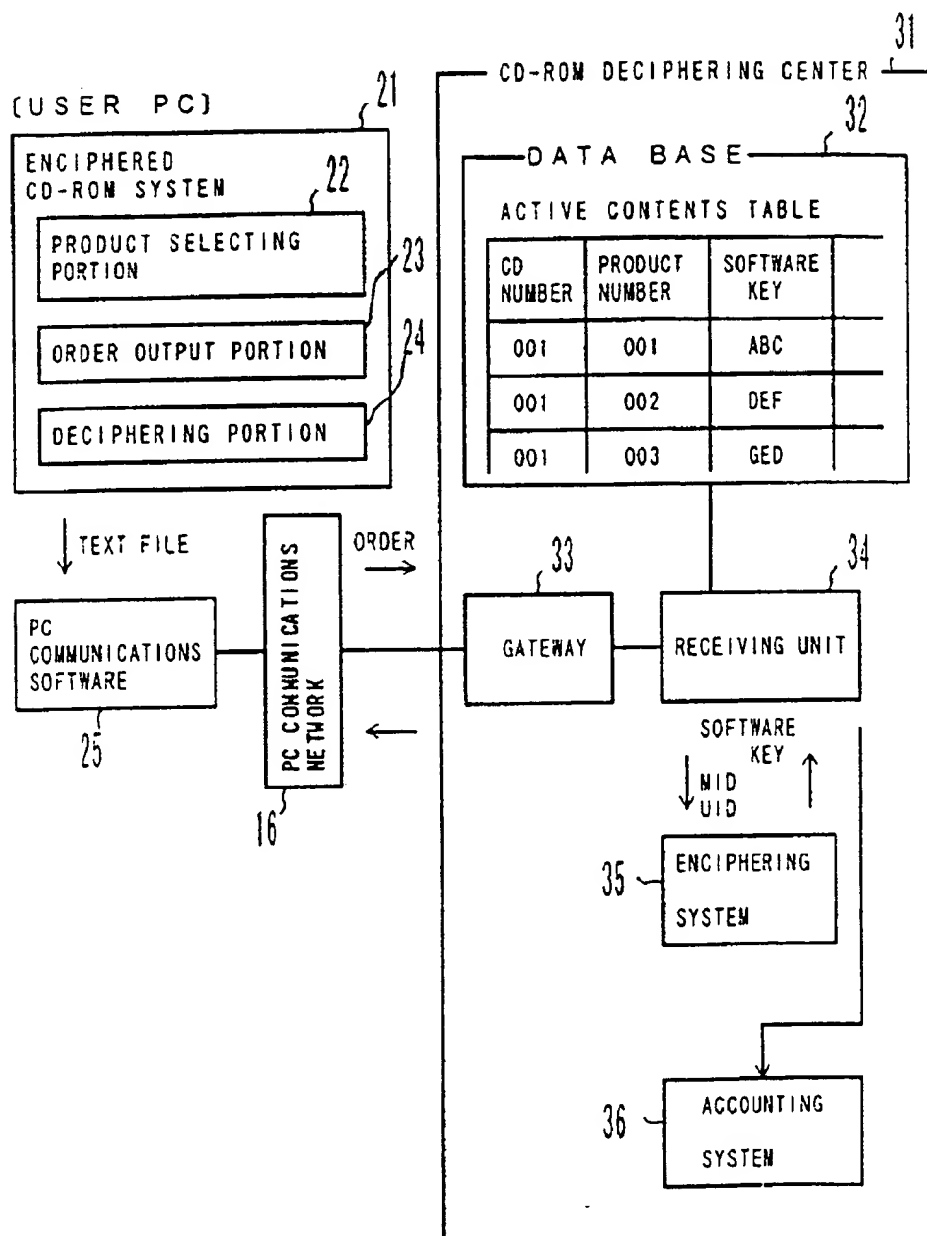 31
CD-ROM DECIPHERING CENTER
[USER PC]
21
ENCIPHERED
CD-ROM SYSTEM
22
PRODUCT SELECTING
PORTION
23
ORDER OUTPUT PORTION
24
DECIPHERING PORTION
32
DATA BASE
ACTIVE CONTENTS TABLE
CD NUMBER PRODUCT NUMBER SOFTWARE KEY
001 001 ABC
001 002 DEF
001 003 GED
TEXT FILE
ORDER
PC
COMMUNICATIONS
SOFTWARE
25
PC COMMUNICATIONS
NETWORK
16
33
GATEWAY
34
RECEIVING UNIT
SOFTWARE
KEY
MID
UID
35
ENCIPHERING
SYSTEM
36
ACCOUNTING
SYSTEM